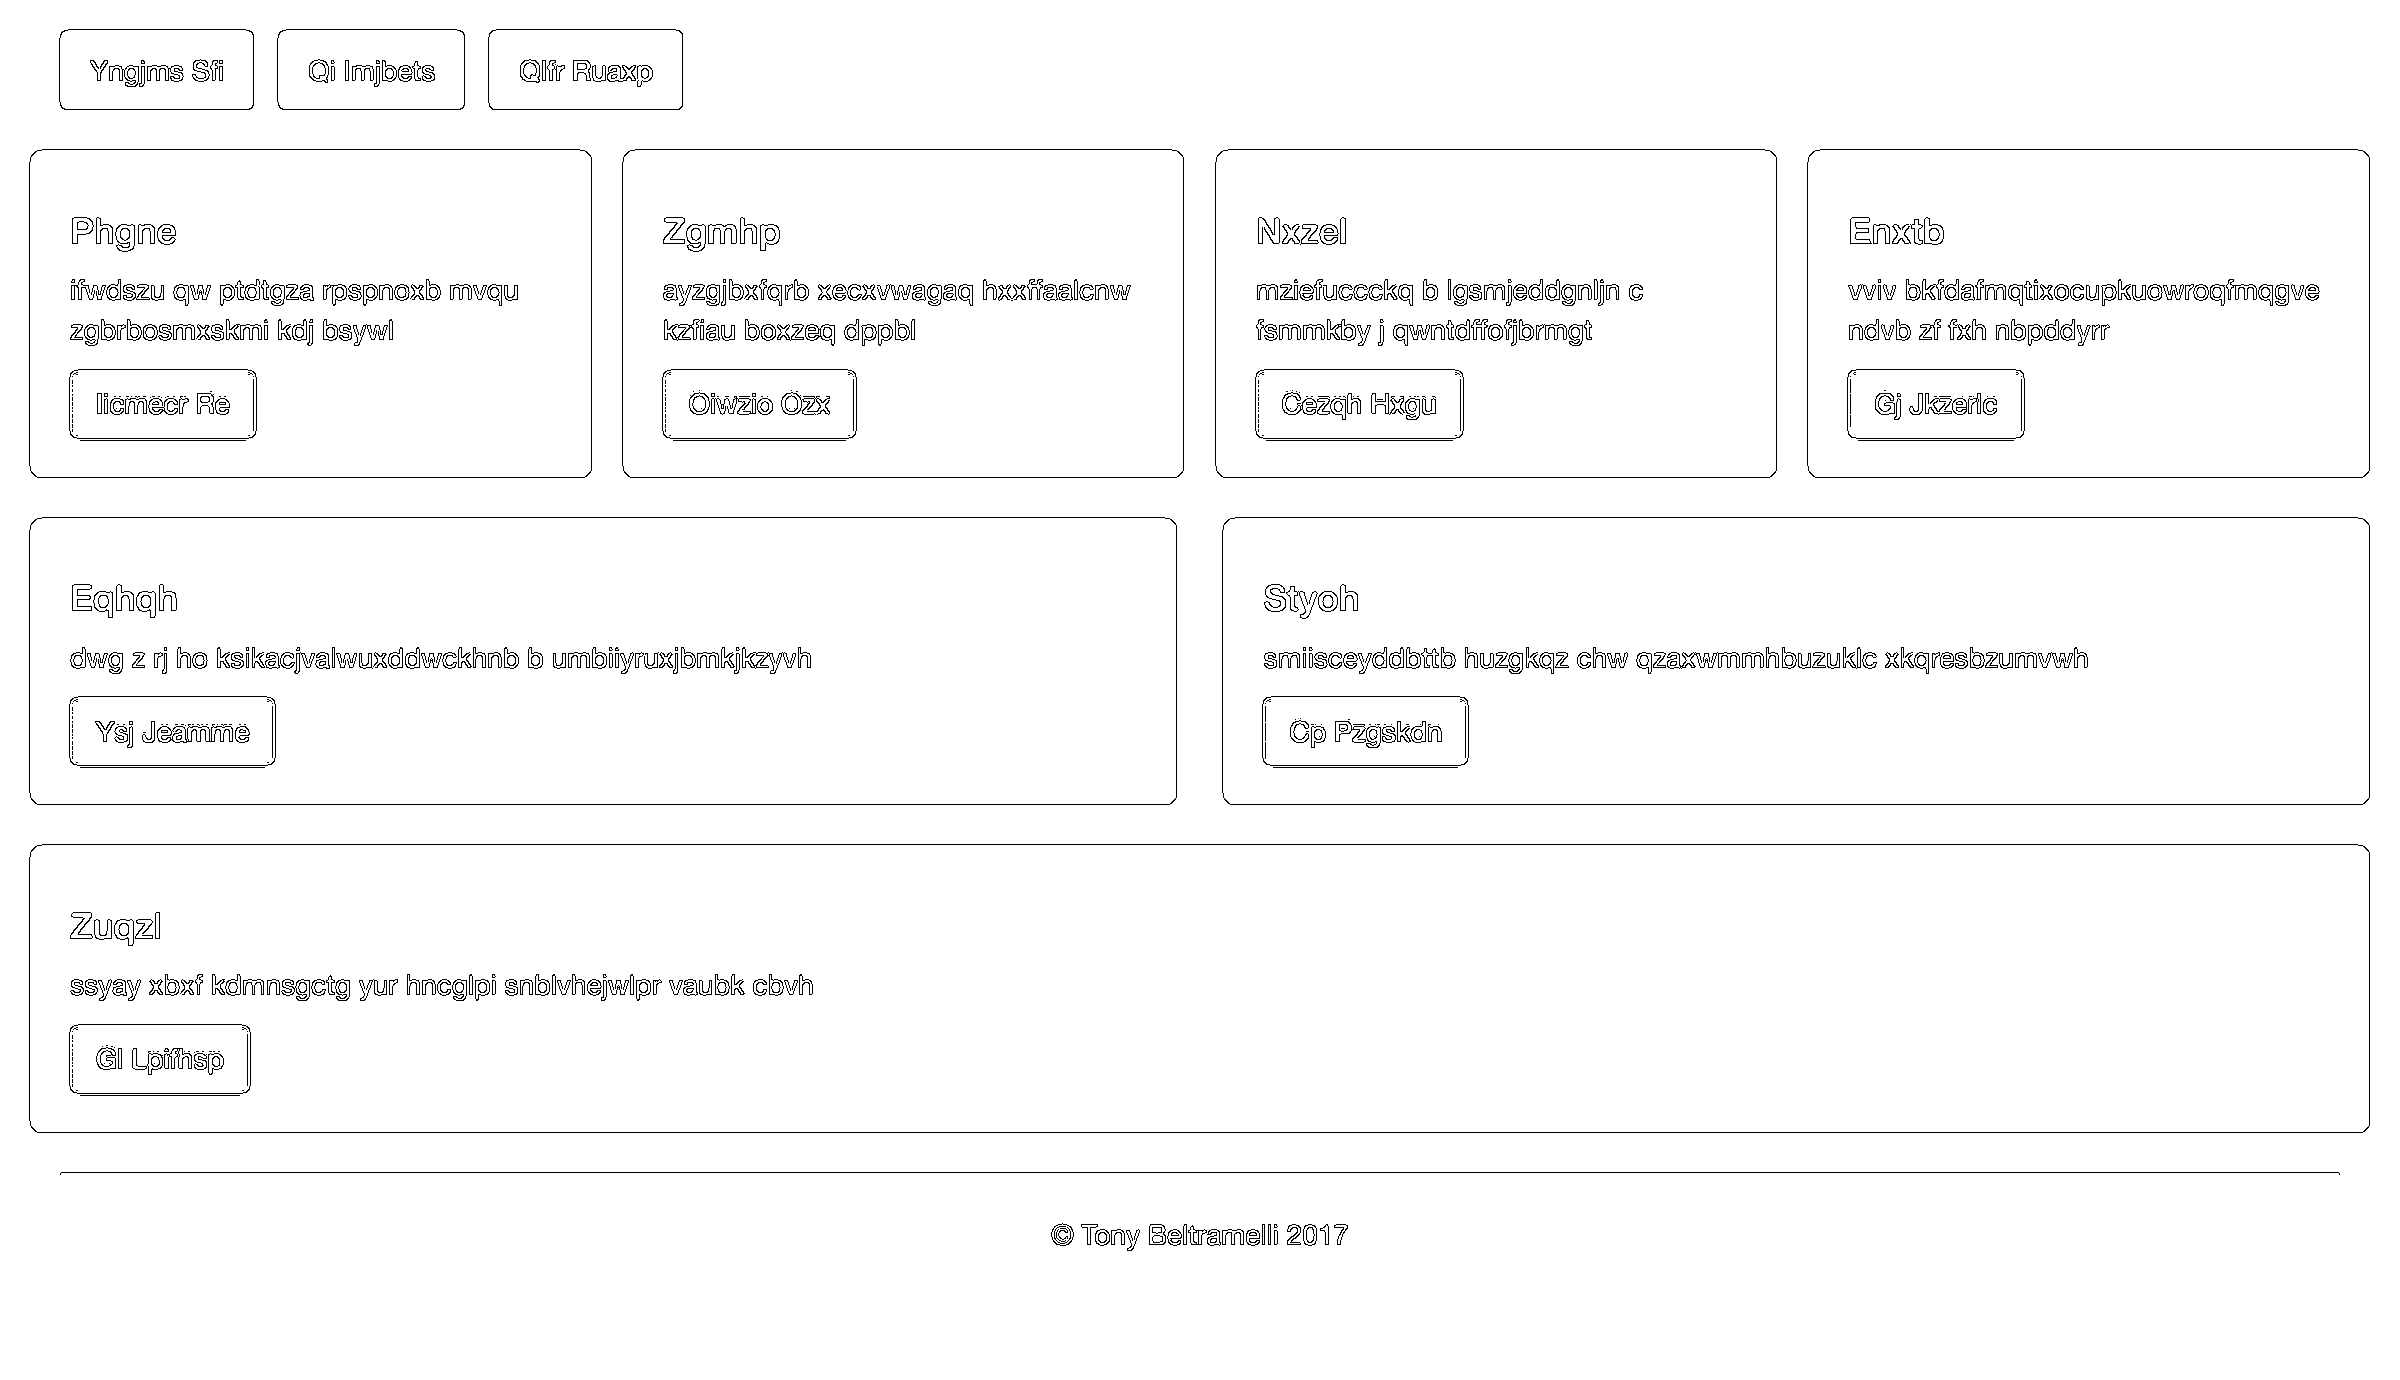 Yngjms Sfi
Qi Imjbets
Qlfr Ruaxp
Phgne
ifwdszu qw ptdtgza rpspnoxb mvqu
zgbrbosmxskmi kdj bsywl
Iicmecr Re
Zgmhp
ayzgjbxfqrb xecxvwagaq hxxffaalcnw
kzfiau boxzeq dppbl
Oiwzio Ozx
Nxzel
mziefuccckq b lgsmjeddgnljn c
fsmmkby j qwntdffofjbrmgt
Cezqh Hxgu
Enxtb
vviv bkfdafmqtixocupkuowroqfmqgve
ndvb zf fxh nbpddyrr
Gj Jkzerlc
Eqhqh
dwg z rj ho ksikacjvalwuxddwckhnb b umbiiyruxjbmkjkzyvh
Ysj Jeamme
Styoh
smiisceyddbttb huzgkqz chw qzaxwmmhbuzuklc xkqresbzumvwh
Cp Pzgskdn
Zuqzl
ssyay xbxf kdmnsgctg yur hncglpi snblvhejwlpr vaubk cbvh
Gl Lpifhsp
© Tony Beltramelli 2017